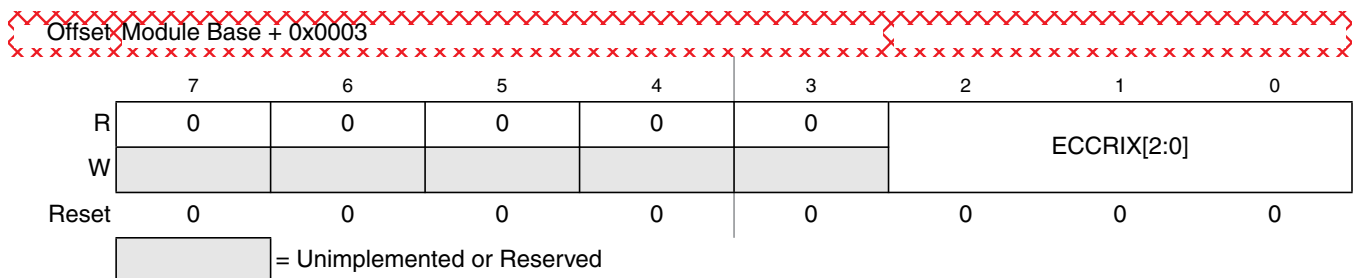 Offset Module Base + 0x0003
7 6 5 4 3 2 1 0
R 0 0 0 0 0 ECCRIX[2:0]
W
Reset 0 0 0 0 0 0 0 0
= Unimplemented or Reserved